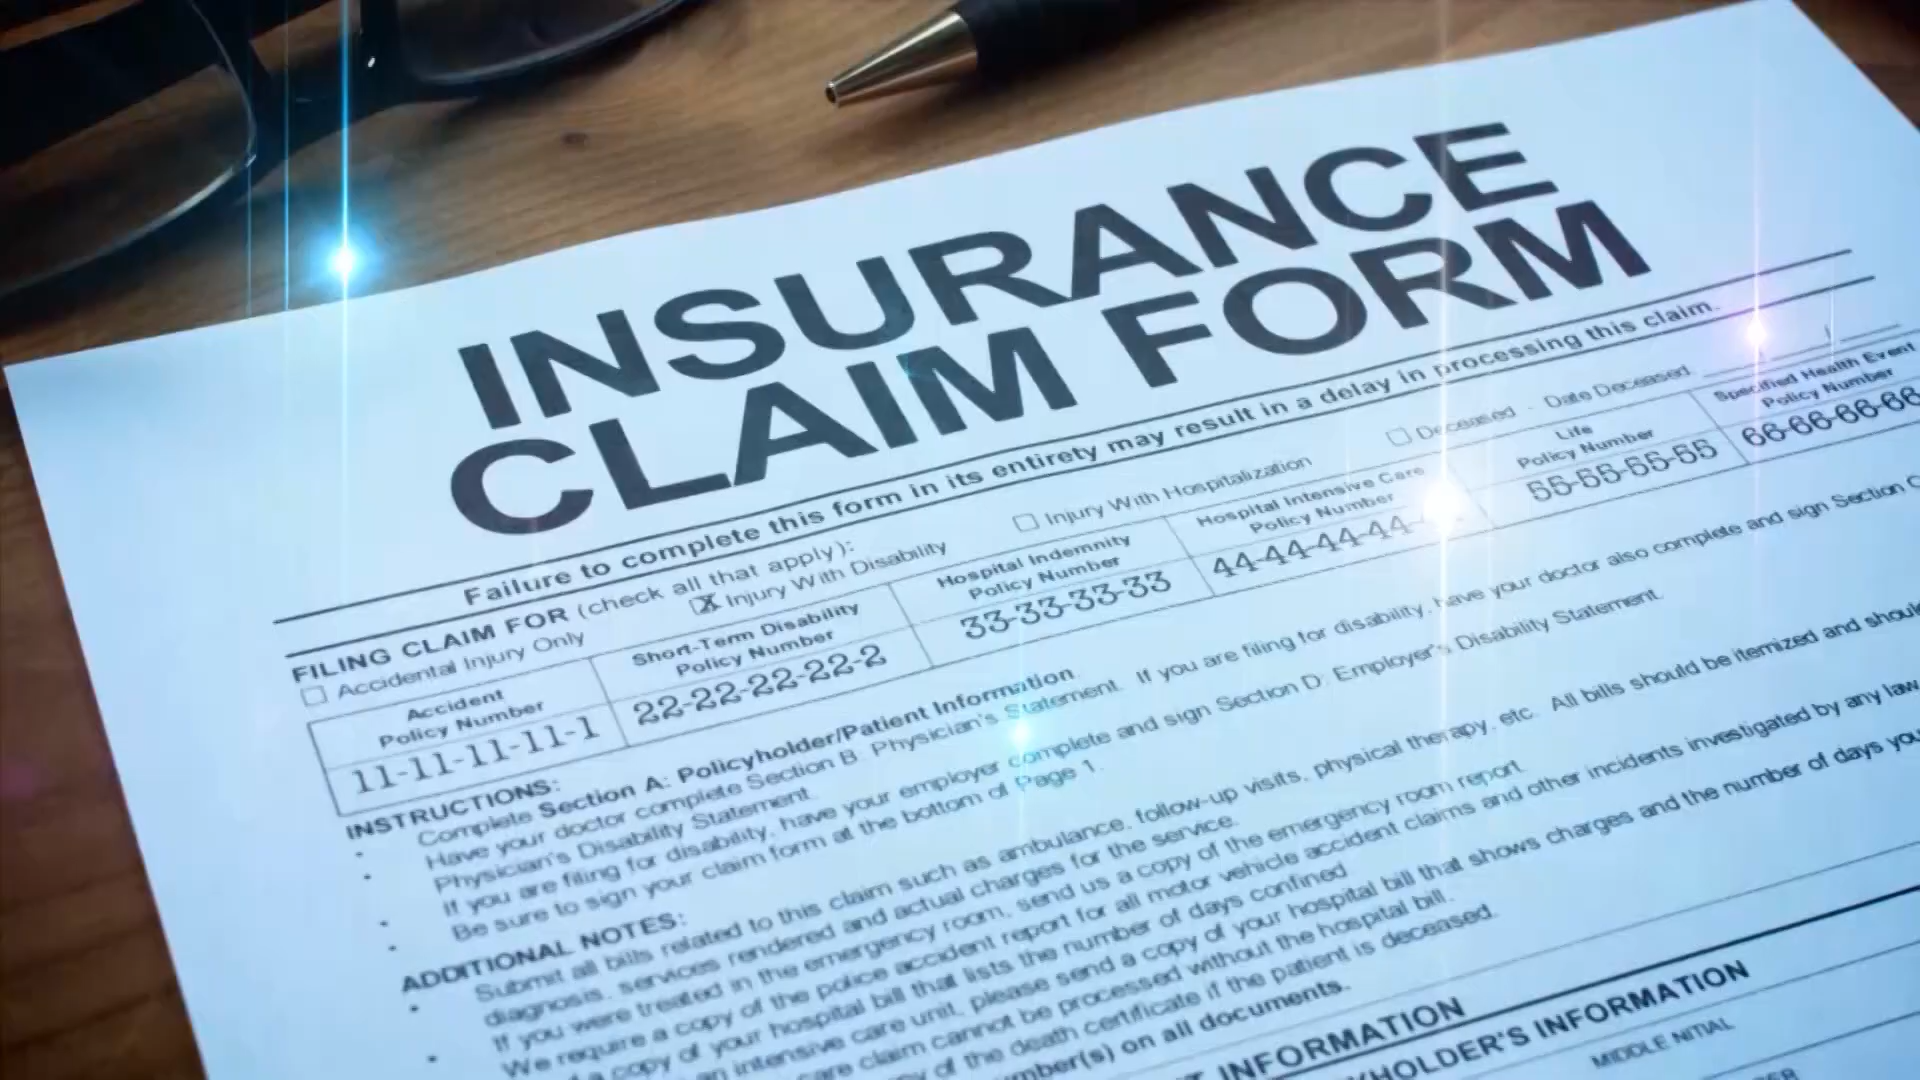 INSURANCE
CLAIM FORM
Failure to complete this form in its entirety may result in a delay in processing this claim.
FILING CLAIM FOR (check all that apply):
Accidental Injury Only
Injury With Disability
Injury With Hospitalization
Deceased - Date Deceased
Accident
Policy Number
11-11-11-11-1
Short-Term Disability
Policy Number
22-22-22-22-2
Hospital Indemnity
Policy Number
33-33-33-33
Hospital Intensive Care
Policy Number
44-44-44-44-
Life
Policy Number
55-55-55-55
Specified Health Event
Policy Number
66-66-66-66
INSTRUCTIONS:
Complete Section A: Policyholder/Patient Information.
Have your doctor complete Section B: Physician's Statement. If you are filing for disability, have your doctor also complete and sign Section C:
Physician's Disability Statement.
If you are filing for disability, have your employer complete and sign Section D: Employer's Disability Statement.
Be sure to sign your claim form at the bottom of Page 1.
ADDITIONAL NOTES:
Submit all bills related to this claim such as ambulance, follow-up visits, physical therapy, etc. All bills should be itemized and should
diagnosis, services rendered and actual charges for the service.
If you were treated in the emergency room, send us a copy of the emergency room report.
We require a copy of the police accident report for all motor vehicle accident claims and other incidents investigated by any law
a copy of your hospital bill that lists the number of days confined.
an intensive care unit, please send a copy of your hospital bill that shows charges and the number of days you
care claim cannot be processed without the hospital bill.
of the death certificate if the patient is deceased.
number(s) on all documents.
INFORMATION
HOLDER'S INFORMATION
MIDDLE INITIAL